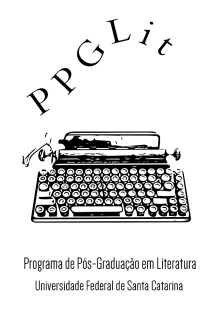 PPGLit
Programa de Pós-Graduação em Literatura
Universidade Federal de Santa Catarina